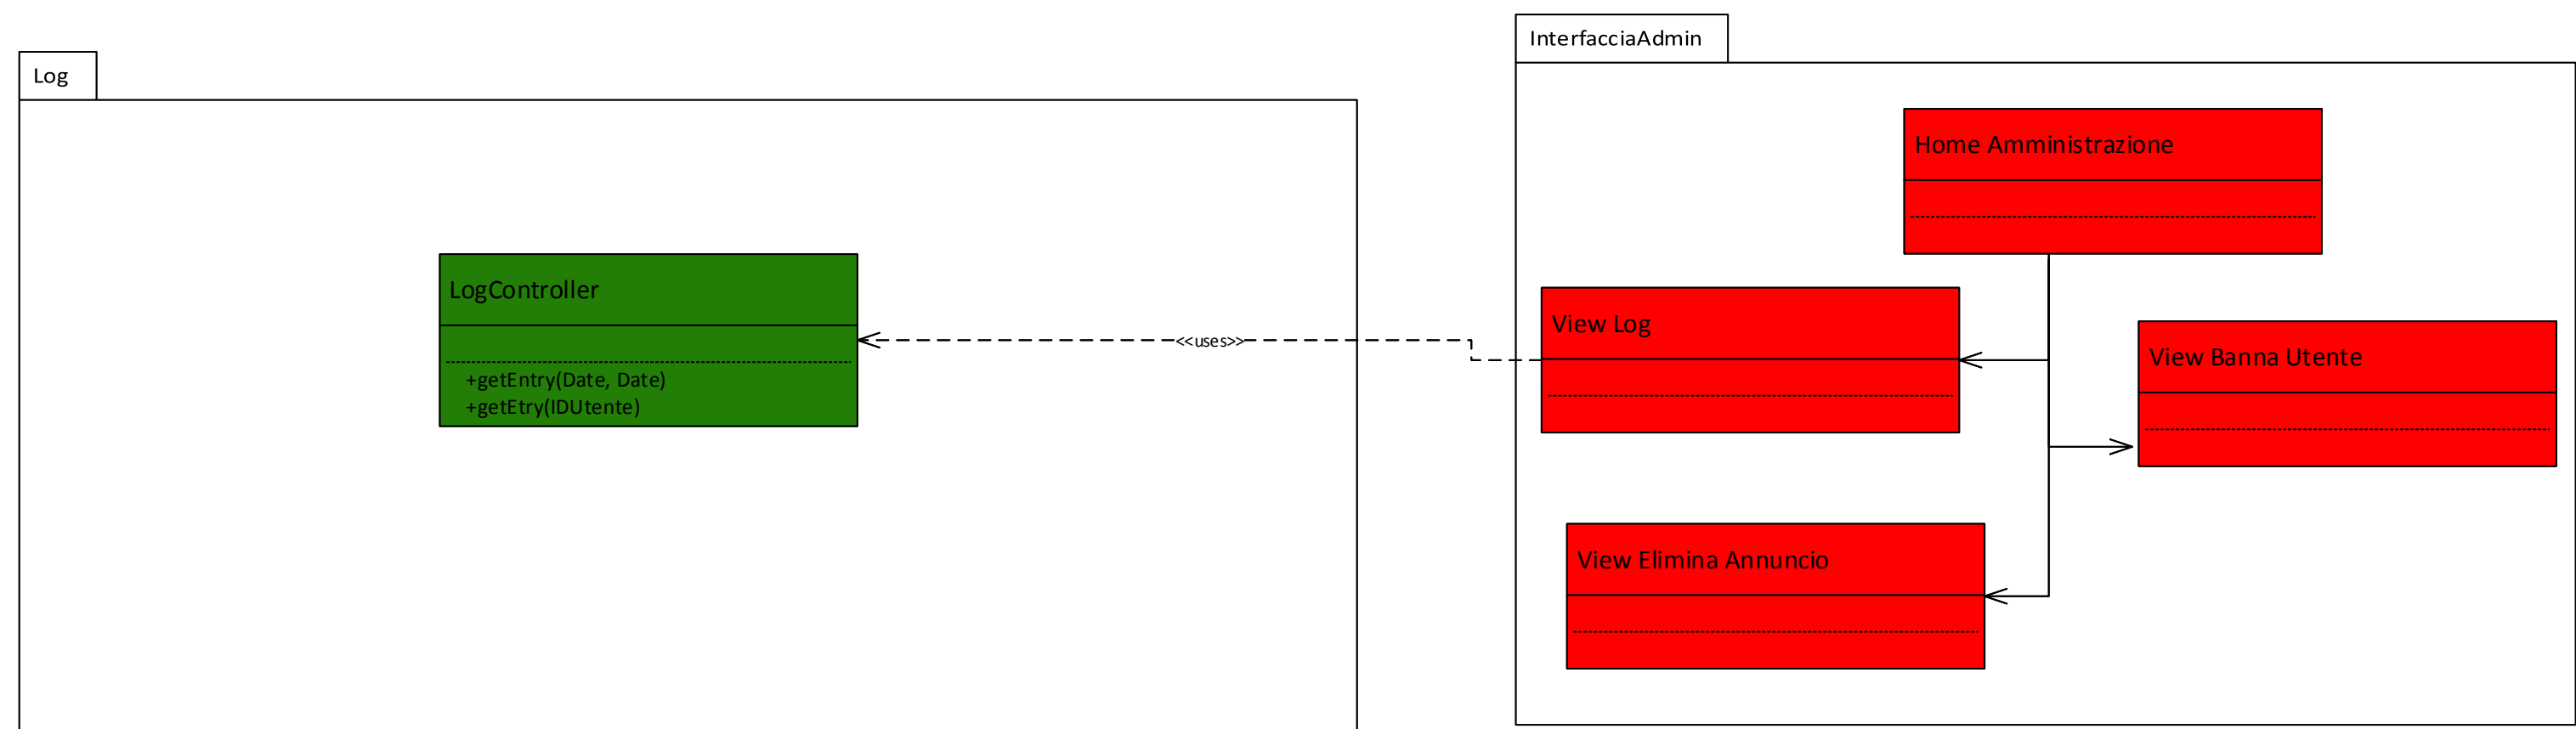 Log
LogController
+getEntry(Date, Date)
+getEtry(IDUtente)
<<uses>>
InterfacciaAdmin
Home Amministrazione
View Log
View Banna Utente
View Elimina Annuncio